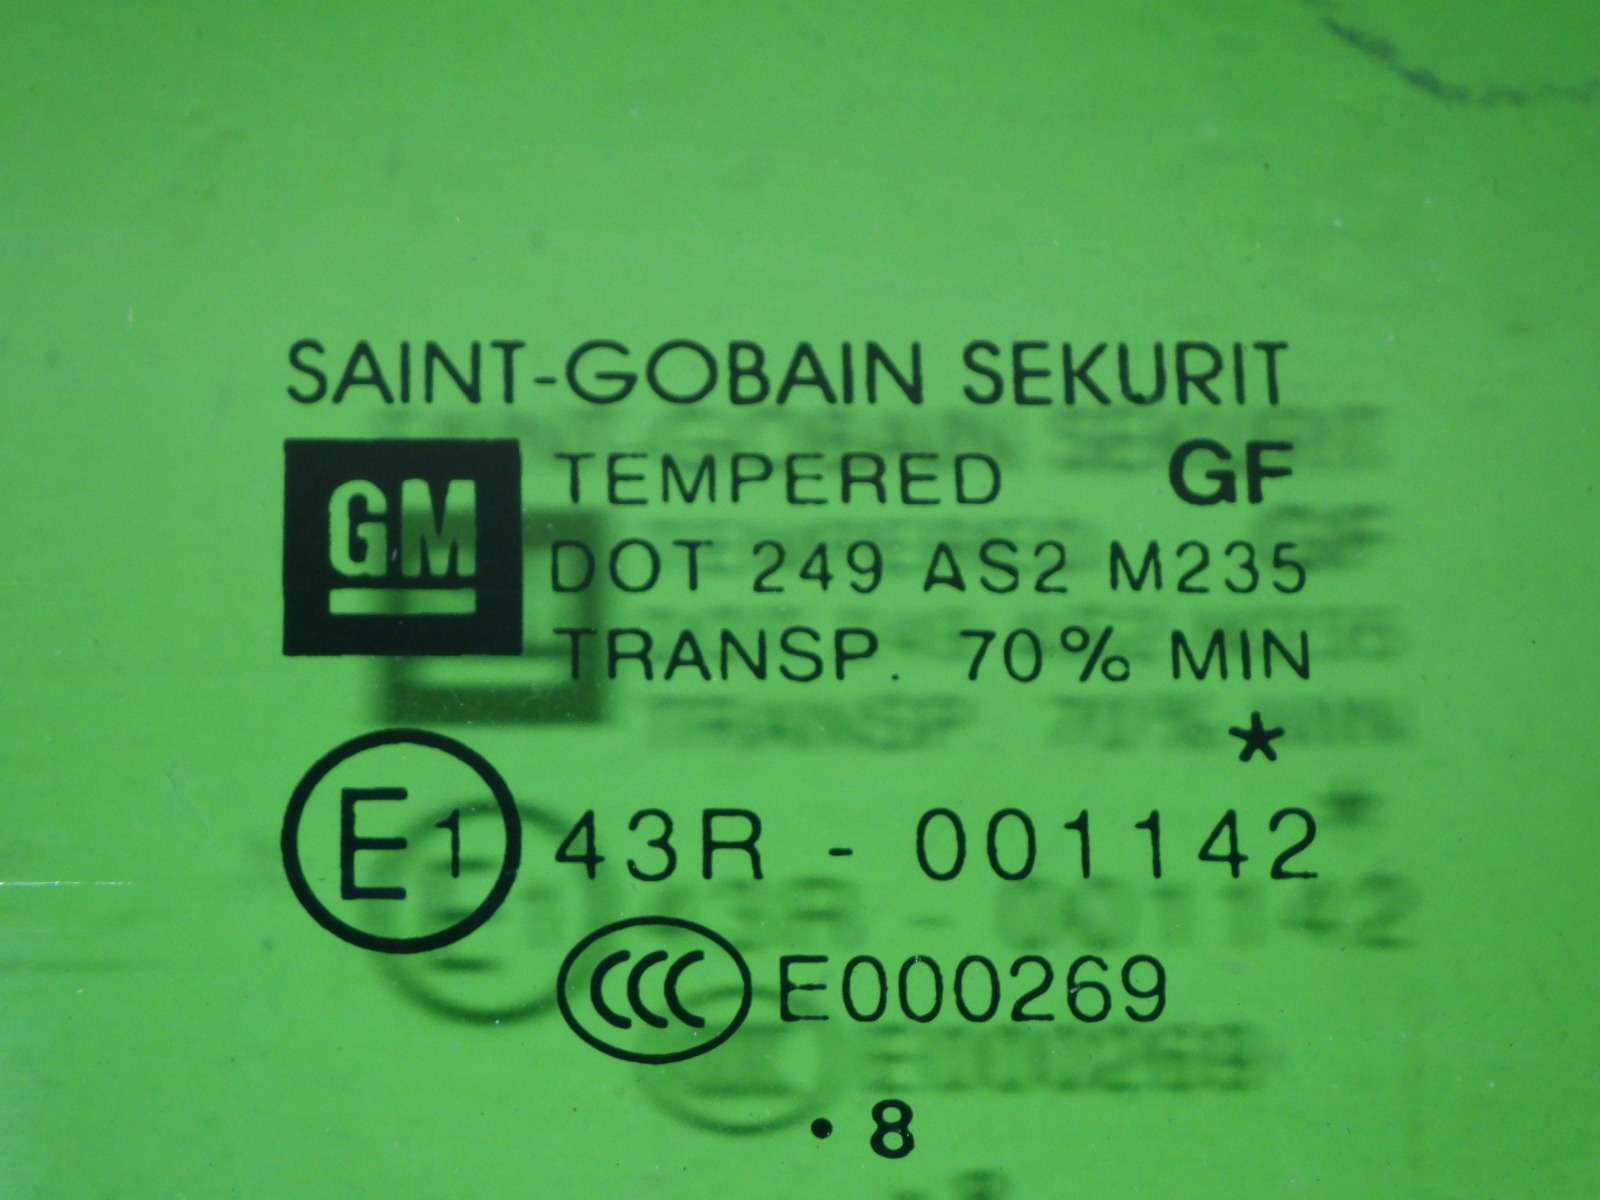 SAINT-GOBAIN SEKURIT
GM TEMPERED GF
DOT 249 AS2 M235
TRANSP. 70% MIN
*
E1 43R - 001142
CCC E000269
. 8